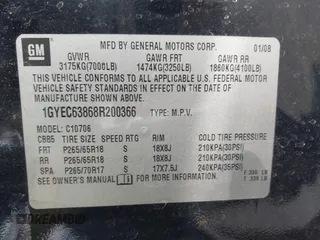 GM
MFD BY GENERAL MOTORS CORP. 01/08
GVWR GAWR FRT GAWR RR
3175KG(7000LB) 1474KG(3250LB) 1860KG(4100LB)
THIS VEHICLE CONFORMS TO ALL APPLICABLE U.S. FEDERAL MOTOR
VEHICLE SAFETY STANDARDS IN EFFECT ON THE DATE OF
MANUFACTURE SHOWN ABOVE.
1GYEC63868R200366 TYPE: M.P.V.
MODEL: C10706
TIRE SIZE SPEED RTG RIM COLD TIRE PRESSURE
FRT P265/65R18 S 18X8J 210KPA(30PSI)
RR P265/65R18 S 18X8J 210KPA(30PSI)
SPA P265/70R17 S 17X7.5J 240KPA(35PSI)
SEE OWNER'S MANUAL FOR MORE INFORMATION.